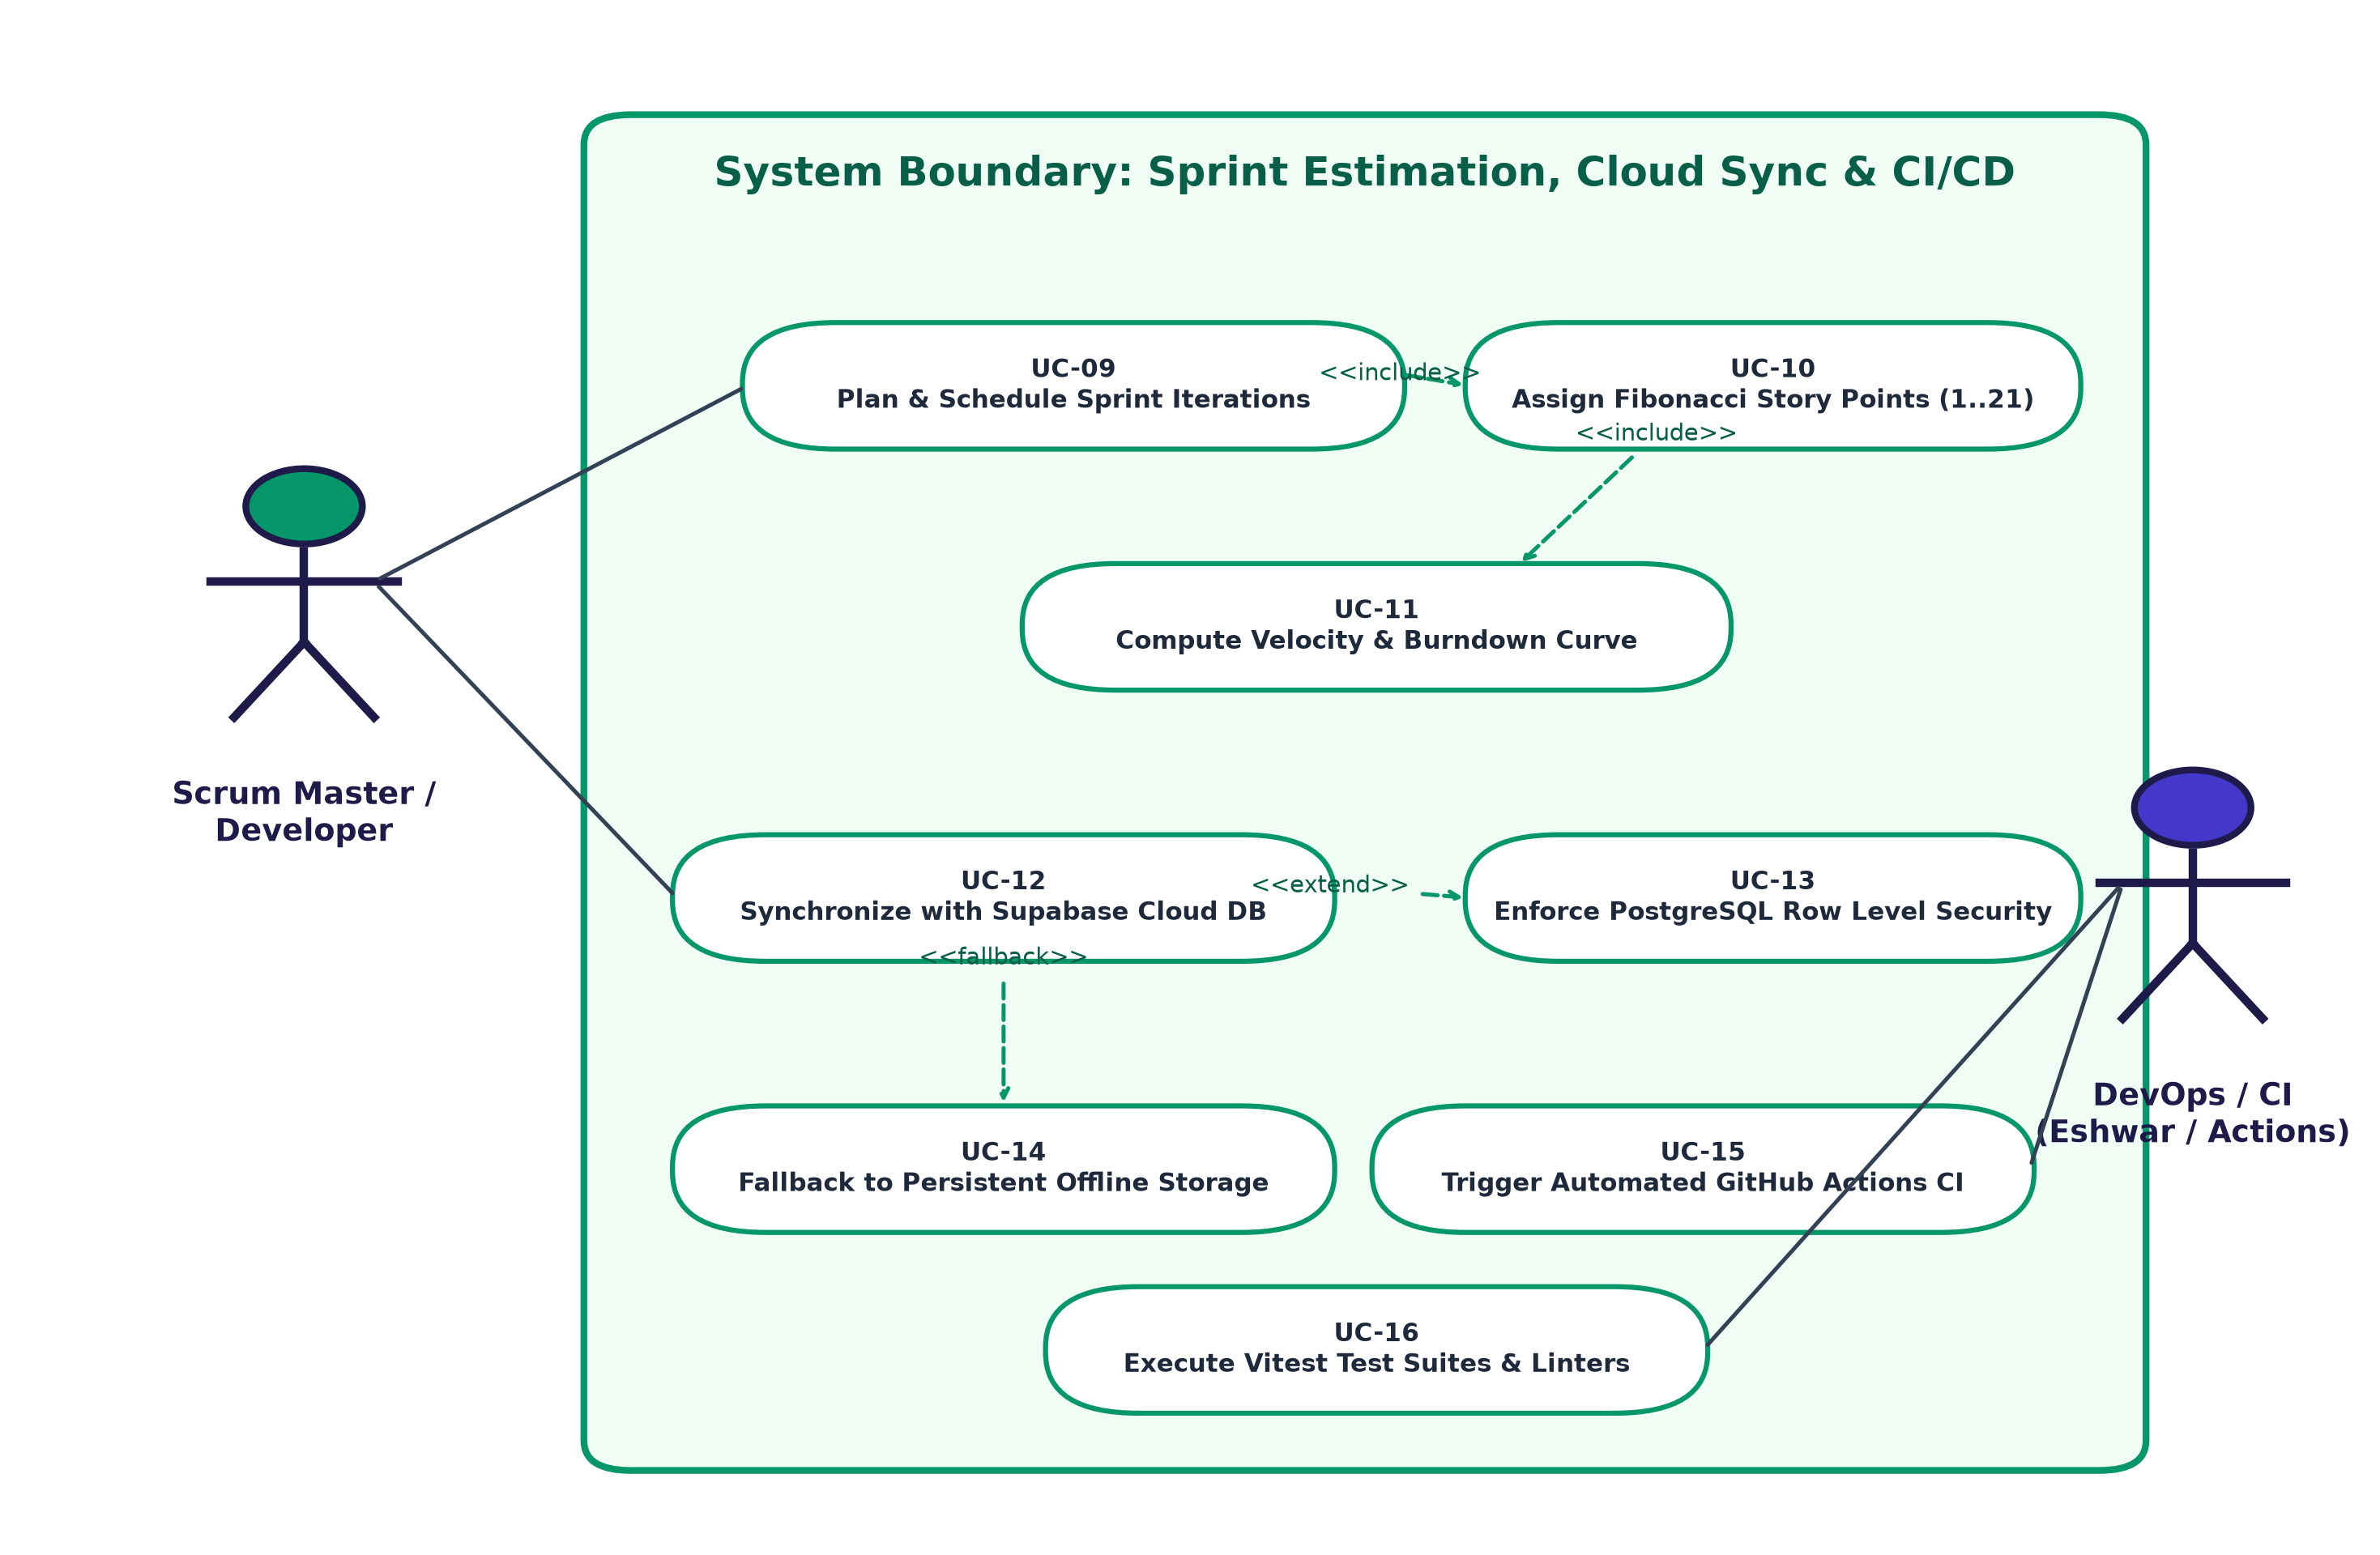 System Boundary: Sprint Estimation, Cloud Sync & CI/CD
UC-09
Plan & Schedule Sprint Iterations
<<include>>
UC-10
Assign Fibonacci Story Points (1..21)
<<include>>
UC-11
Compute Velocity & Burndown Curve
Scrum Master /
Developer
UC-12
Synchronize with Supabase Cloud DB
<<extend>>
UC-13
Enforce PostgreSQL Row Level Security
<<fallback>>
DevOps / CI
(Eshwar / Actions)
UC-14
Fallback to Persistent Offline Storage
UC-15
Trigger Automated GitHub Actions CI
UC-16
Execute Vitest Test Suites & Linters